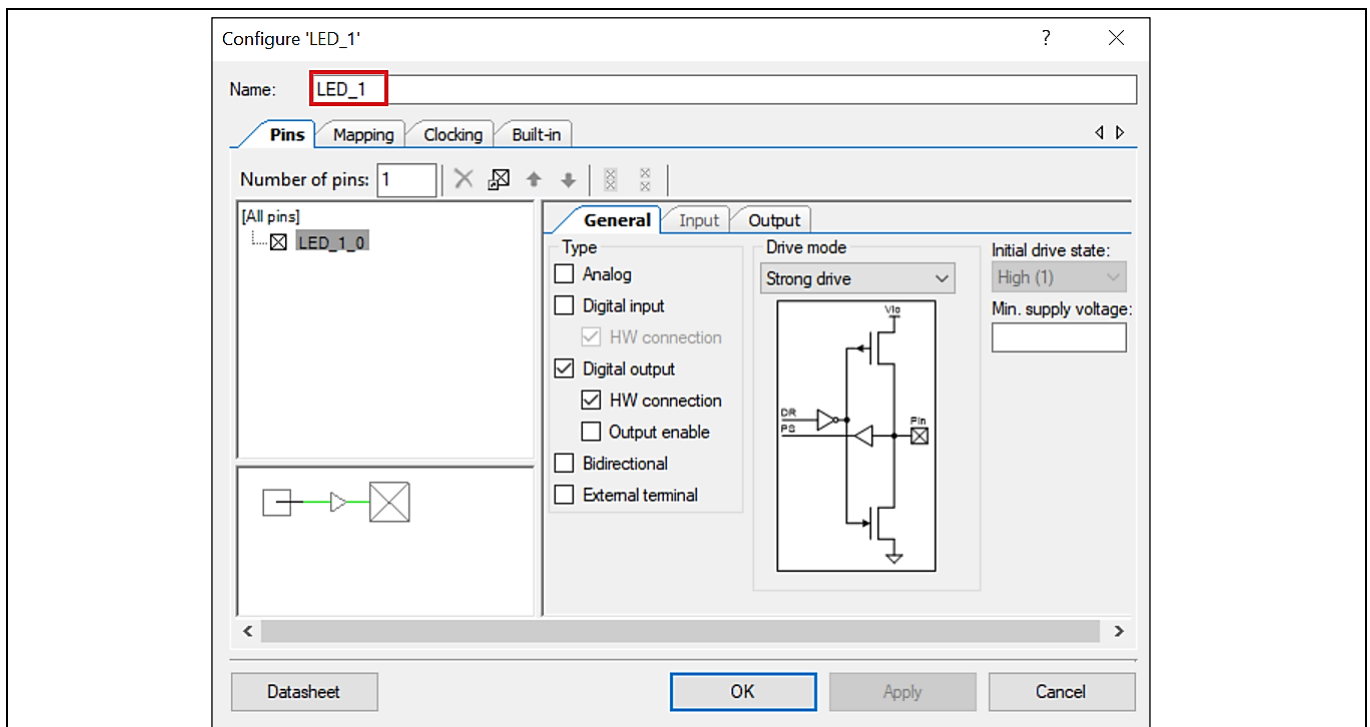 Configure 'LED_1'
?
Name: LED_1
Pins Mapping Clocking Built-in
Number of pins: 1
[All pins]
LED_1_0
General Input Output
Type
Analog
Digital input
HW connection
Digital output
HW connection
Output enable
Bidirectional
External terminal
Drive mode
Strong drive
Vio
DR
PS
Pin
Initial drive state:
High (1)
Min. supply voltage:
Datasheet OK Apply Cancel